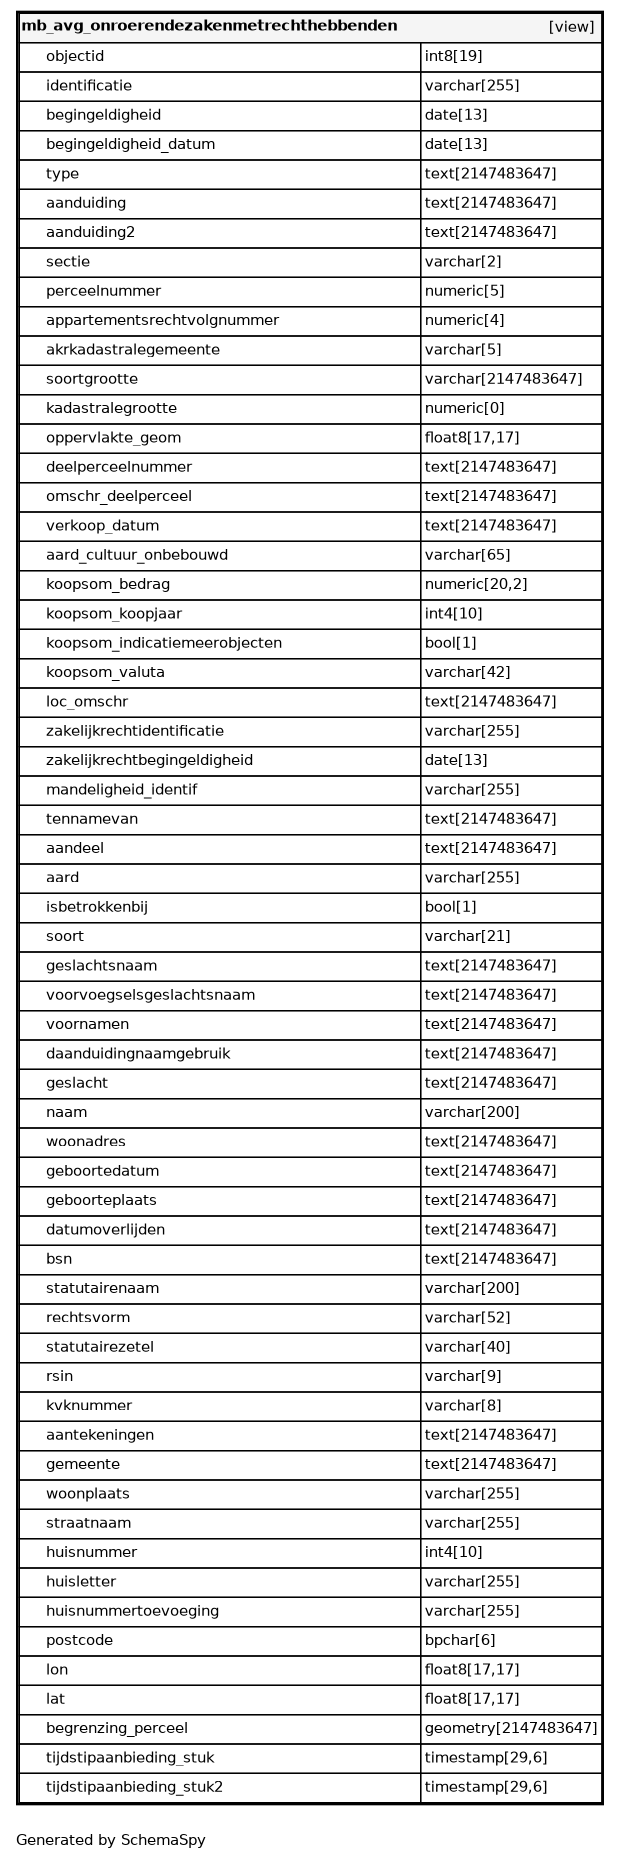 mb_avg_onroerendezakenmetrechthebbenden [view]
objectid int8[19]
identificatie varchar[255]
begingeldigheid date[13]
begingeldigheid_datum date[13]
type text[2147483647]
aanduiding text[2147483647]
aanduiding2 text[2147483647]
sectie varchar[2]
perceelnummer numeric[5]
appartementsrechtvolgnummer numeric[4]
akrkadastralegemeente varchar[5]
soortgrootte varchar[2147483647]
kadastralegrootte numeric[0]
oppervlakte_geom float8[17,17]
deelperceelnummer text[2147483647]
omschr_deelperceel text[2147483647]
verkoop_datum text[2147483647]
aard_cultuur_onbebouwd varchar[65]
koopsom_bedrag numeric[20,2]
koopsom_koopjaar int4[10]
koopsom_indicatiemeerobjecten bool[1]
koopsom_valuta varchar[42]
loc_omschr text[2147483647]
zakelijkrechtidentificatie varchar[255]
zakelijkrechtbegingeldigheid date[13]
mandeligheid_identif varchar[255]
tennamevan text[2147483647]
aandeel text[2147483647]
aard varchar[255]
isbetrokkenbij bool[1]
soort varchar[21]
geslachtsnaam text[2147483647]
voorvoegselsgeslachtsnaam text[2147483647]
voornamen text[2147483647]
daanduidingnaamgebruik text[2147483647]
geslacht text[2147483647]
naam varchar[200]
woonadres text[2147483647]
geboortedatum text[2147483647]
geboorteplaats text[2147483647]
datumoverlijden text[2147483647]
bsn text[2147483647]
statutairenaam varchar[200]
rechtsvorm varchar[52]
statutairezetel varchar[40]
rsin varchar[9]
kvknummer varchar[8]
aantekeningen text[2147483647]
gemeente text[2147483647]
woonplaats varchar[255]
straatnaam varchar[255]
huisnummer int4[10]
huisletter varchar[255]
huisnummertoevoeging varchar[255]
postcode bpchar[6]
lon float8[17,17]
lat float8[17,17]
begrenzing_perceel geometry[2147483647]
tijdstipaanbieding_stuk timestamp[29,6]
tijdstipaanbieding_stuk2 timestamp[29,6]
Generated by SchemaSpy